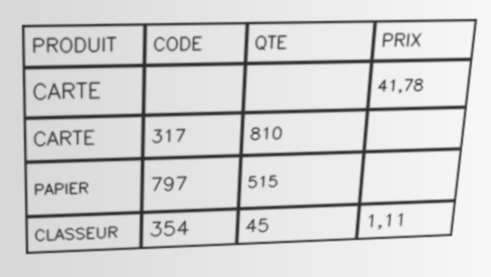 PRODUIT CODE QTE PRIX
CARTE 41,78
CARTE 317 810
PAPIER 797 515
CLASSEUR 354 45 1,11